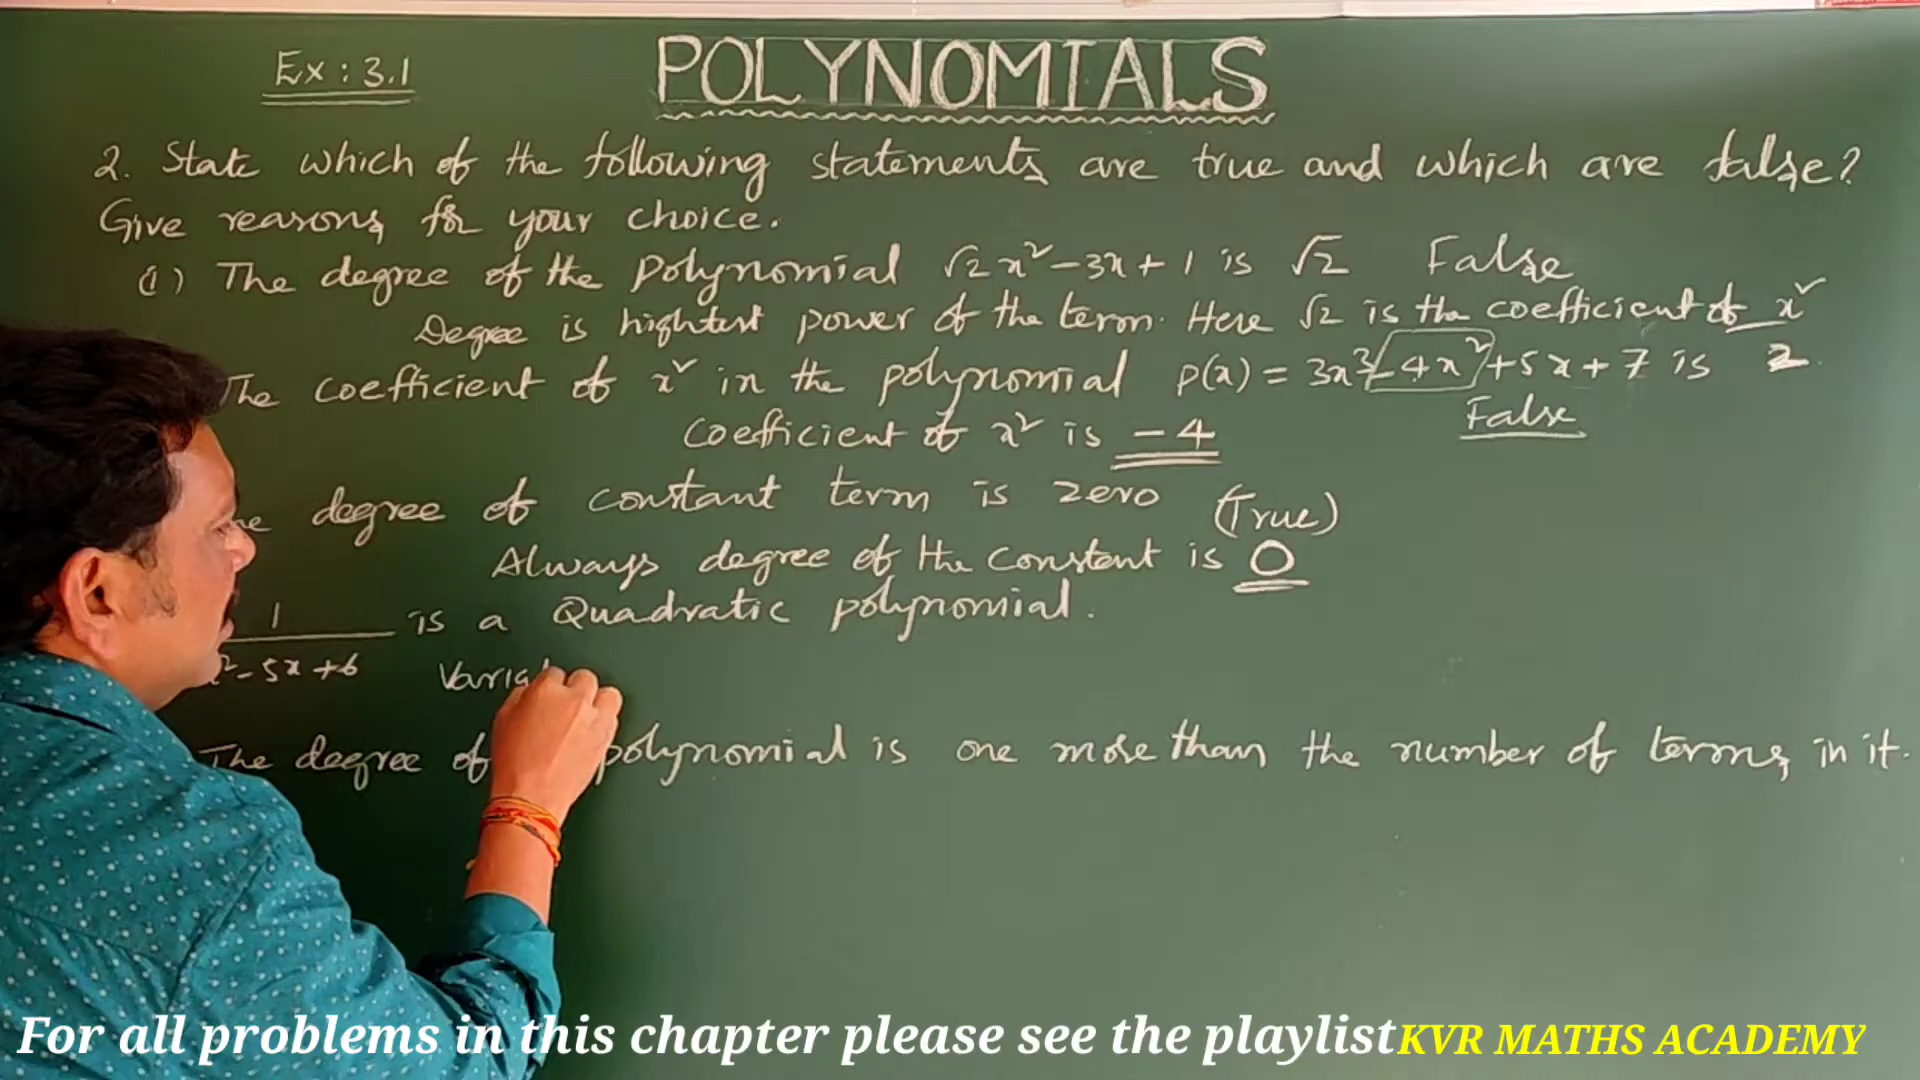 Ex : 3.1
POLYNOMIALS
2. State which of the following statements are true and which are false?
Give reasons for your choice.
(i) The degree of the polynomial √2 x² - 3x + 1 is √2 False
Degree is hightest power of the term. Here √2 is the coefficient of x²
The coefficient of x² in the polynomial p(x) = 3x³ - 4x² + 5x + 7 is 2
False
Coefficient of x² is -4
degree of constant term is zero (True)
Always degree of the constant is 0
1 is a Quadratic polynomial.
x² - 5x + 6
The degree of polynomial is one more than the number of terms in it.
For all problems in this chapter please see the playlist KVR MATHS ACADEMY